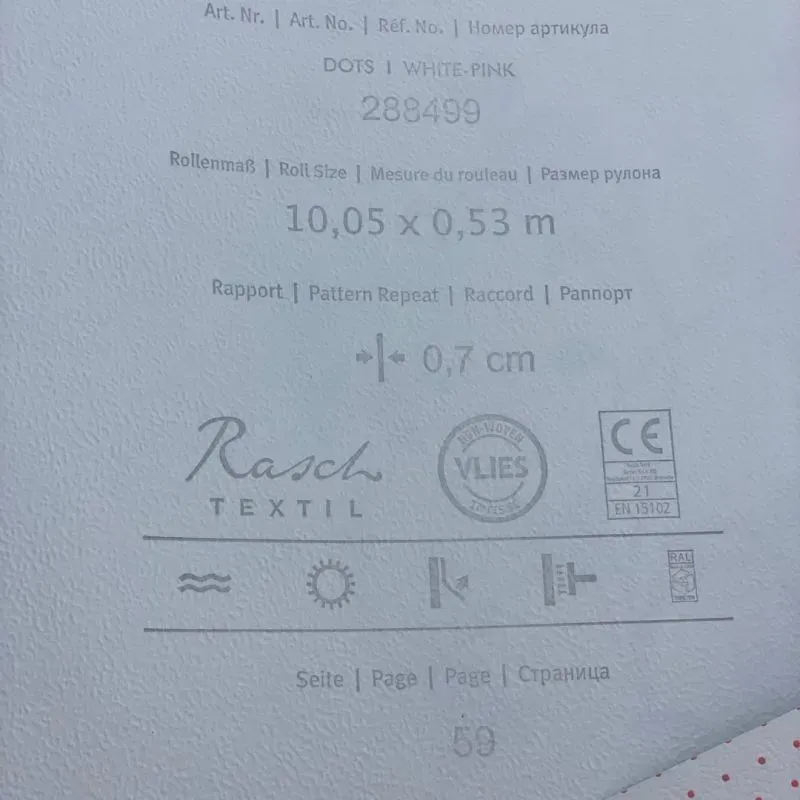 Art. Nr. | Art. No. | Réf. No. | Номер артикула
DOTS | WHITE-PINK
288499
Rollenmaß | Roll Size | Mesure du rouleau | Размер рулона
10,05 x 0,53 m
Rapport | Pattern Repeat | Raccord | Раппорт
0,7 cm
Rasch
TEXTIL
NON-WOVEN
VLIES
CE
21
EN 15102
RAL
Seite | Page | Page | Страница
59